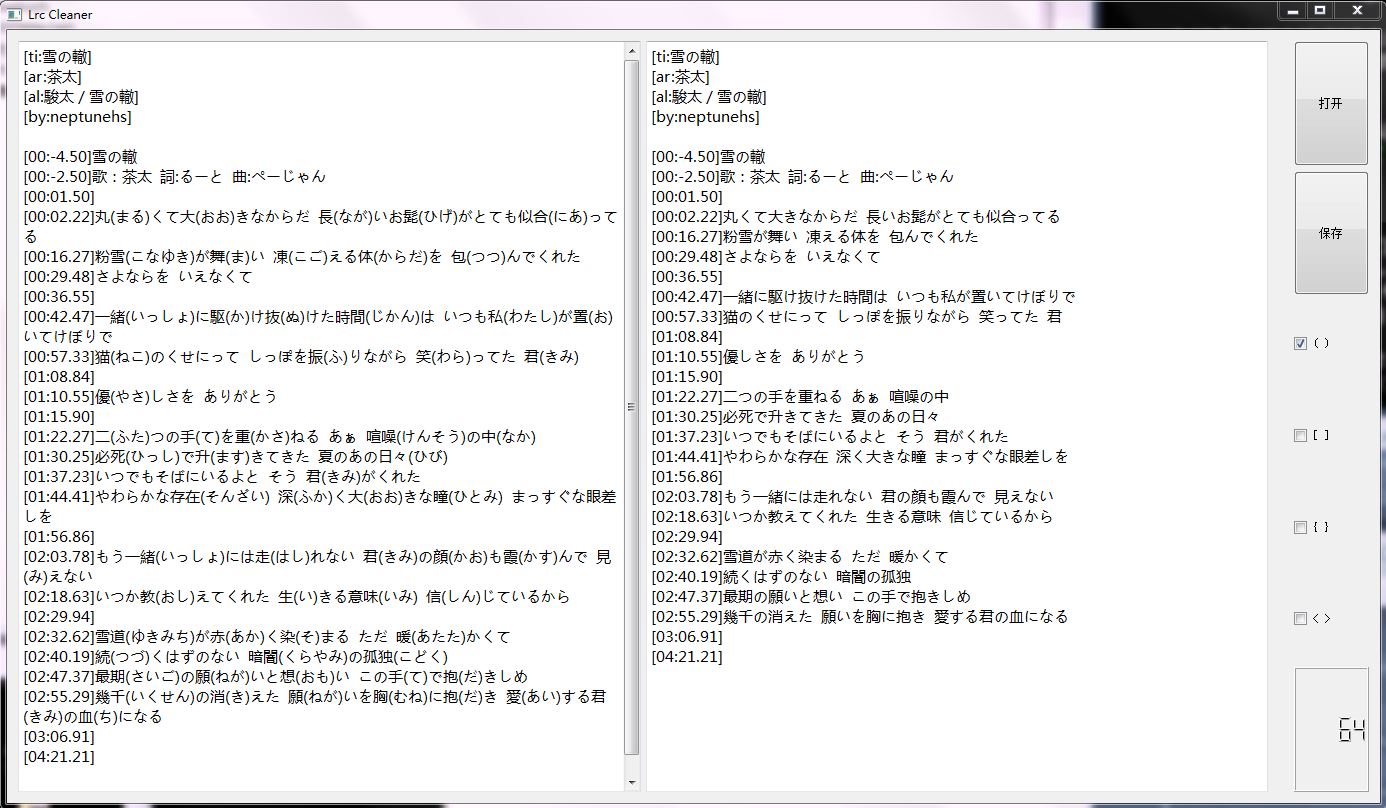 Lrc Cleaner
[ti:雪の轍]
[ar:茶太]
[al:駿太 / 雪の轍]
[by:neptunehs]
[00:-4.50]雪の轍
[00:-2.50]歌：茶太 詞:るーと 曲:ぺーじゃん
[00:01.50]
[00:02.22]丸(まる)くて大(おお)きなからだ 長(なが)いお髭(ひげ)がとても似合(にあ)って
る
[00:16.27]粉雪(こなゆき)が舞(ま)い 凍(こご)える体(からだ)を 包(つつ)んでくれた
[00:29.48]さよならを いえなくて
[00:36.55]
[00:42.47]一緒(いっしょ)に駆(か)け抜(ぬ)けた時間(じかん)は いつも私(わたし)が置(お)
いてけぼりで
[00:57.33]猫(ねこ)のくせにって しっぽを振(ふ)りながら 笑(わら)ってた 君(きみ)
[01:08.84]
[01:10.55]優(やさ)しさを ありがとう
[01:15.90]
[01:22.27]二(ふた)つの手(て)を重(かさ)ねる あぁ 喧噪(けんそう)の中(なか)
[01:30.25]必死(ひっし)で升(ます)きてきた 夏のあの日々(ひび)
[01:37.23]いつでもそばにいるよと そう 君(きみ)がくれた
[01:44.41]やわらかな存在(そんざい) 深(ふか)く大(おお)きな瞳(ひとみ) まっすぐな眼差
しを
[01:56.86]
[02:03.78]もう一緒(いっしょ)には走(はし)れない 君(きみ)の顔(かお)も霞(かす)んで 見
(み)えない
[02:18.63]いつか教(おし)えてくれた 生(い)きる意味(いみ) 信(しん)じているから
[02:29.94]
[02:32.62]雪道(ゆきみち)が赤(あか)く染(そ)まる ただ 暖(あたた)かくて
[02:40.19]続(つづ)くはずのない 暗闇(くらやみ)の孤独(こどく)
[02:47.37]最期(さいご)の願(ねが)いと想(おも)い この手(て)で抱(だ)きしめ
[02:55.29]幾千(いくせん)の消(き)えた 願(ねが)いを胸(むね)に抱(だ)き 愛(あい)する君
(きみ)の血(ち)になる
[03:06.91]
[04:21.21]
[ti:雪の轍]
[ar:茶太]
[al:駿太 / 雪の轍]
[by:neptunehs]
[00:-4.50]雪の轍
[00:-2.50]歌：茶太 詞:るーと 曲:ぺーじゃん
[00:01.50]
[00:02.22]丸くて大きなからだ 長いお髭がとても似合ってる
[00:16.27]粉雪が舞い 凍える体を 包んでくれた
[00:29.48]さよならを いえなくて
[00:36.55]
[00:42.47]一緒に駆け抜けた時間は いつも私が置いてけぼりで
[00:57.33]猫のくせにって しっぽを振りながら 笑ってた 君
[01:08.84]
[01:10.55]優しさを ありがとう
[01:15.90]
[01:22.27]二つの手を重ねる あぁ 喧噪の中
[01:30.25]必死で升きてきた 夏のあの日々
[01:37.23]いつでもそばにいるよと そう 君がくれた
[01:44.41]やわらかな存在 深く大きな瞳 まっすぐな眼差しを
[01:56.86]
[02:03.78]もう一緒には走れない 君の顔も霞んで 見えない
[02:18.63]いつか教えてくれた 生きる意味 信じているから
[02:29.94]
[02:32.62]雪道が赤く染まる ただ 暖かくて
[02:40.19]続くはずのない 暗闇の孤独
[02:47.37]最期の願いと想い この手で抱きしめ
[02:55.29]幾千の消えた 願いを胸に抱き 愛する君の血になる
[03:06.91]
[04:21.21]
打开
保存
( )
[ ]
{ }
< >
64